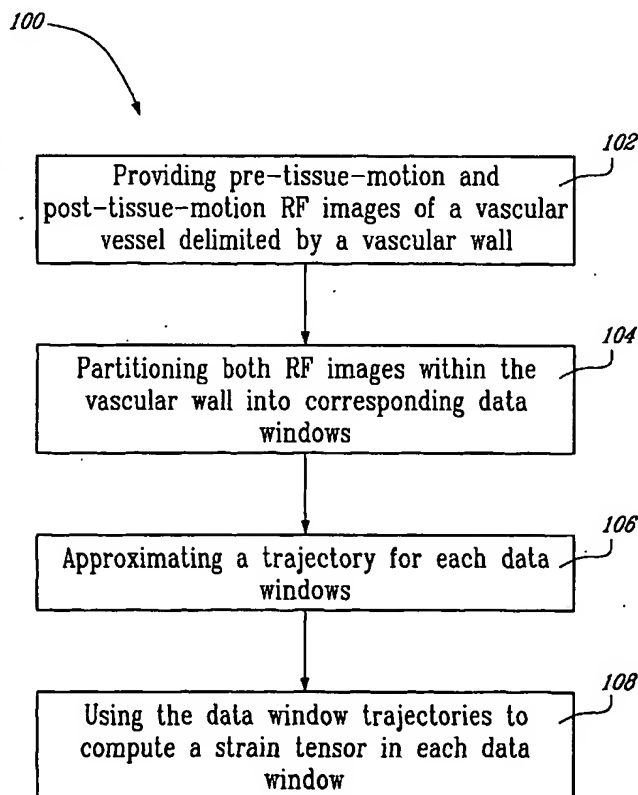 100
102
Providing pre-tissue-motion and
post-tissue-motion RF images of a vascular
vessel delimited by a vascular wall
104
Partitioning both RF images within the
vascular wall into corresponding data
windows
106
Approximating a trajectory for each data
windows
108
Using the data window trajectories to
compute a strain tensor in each data
window